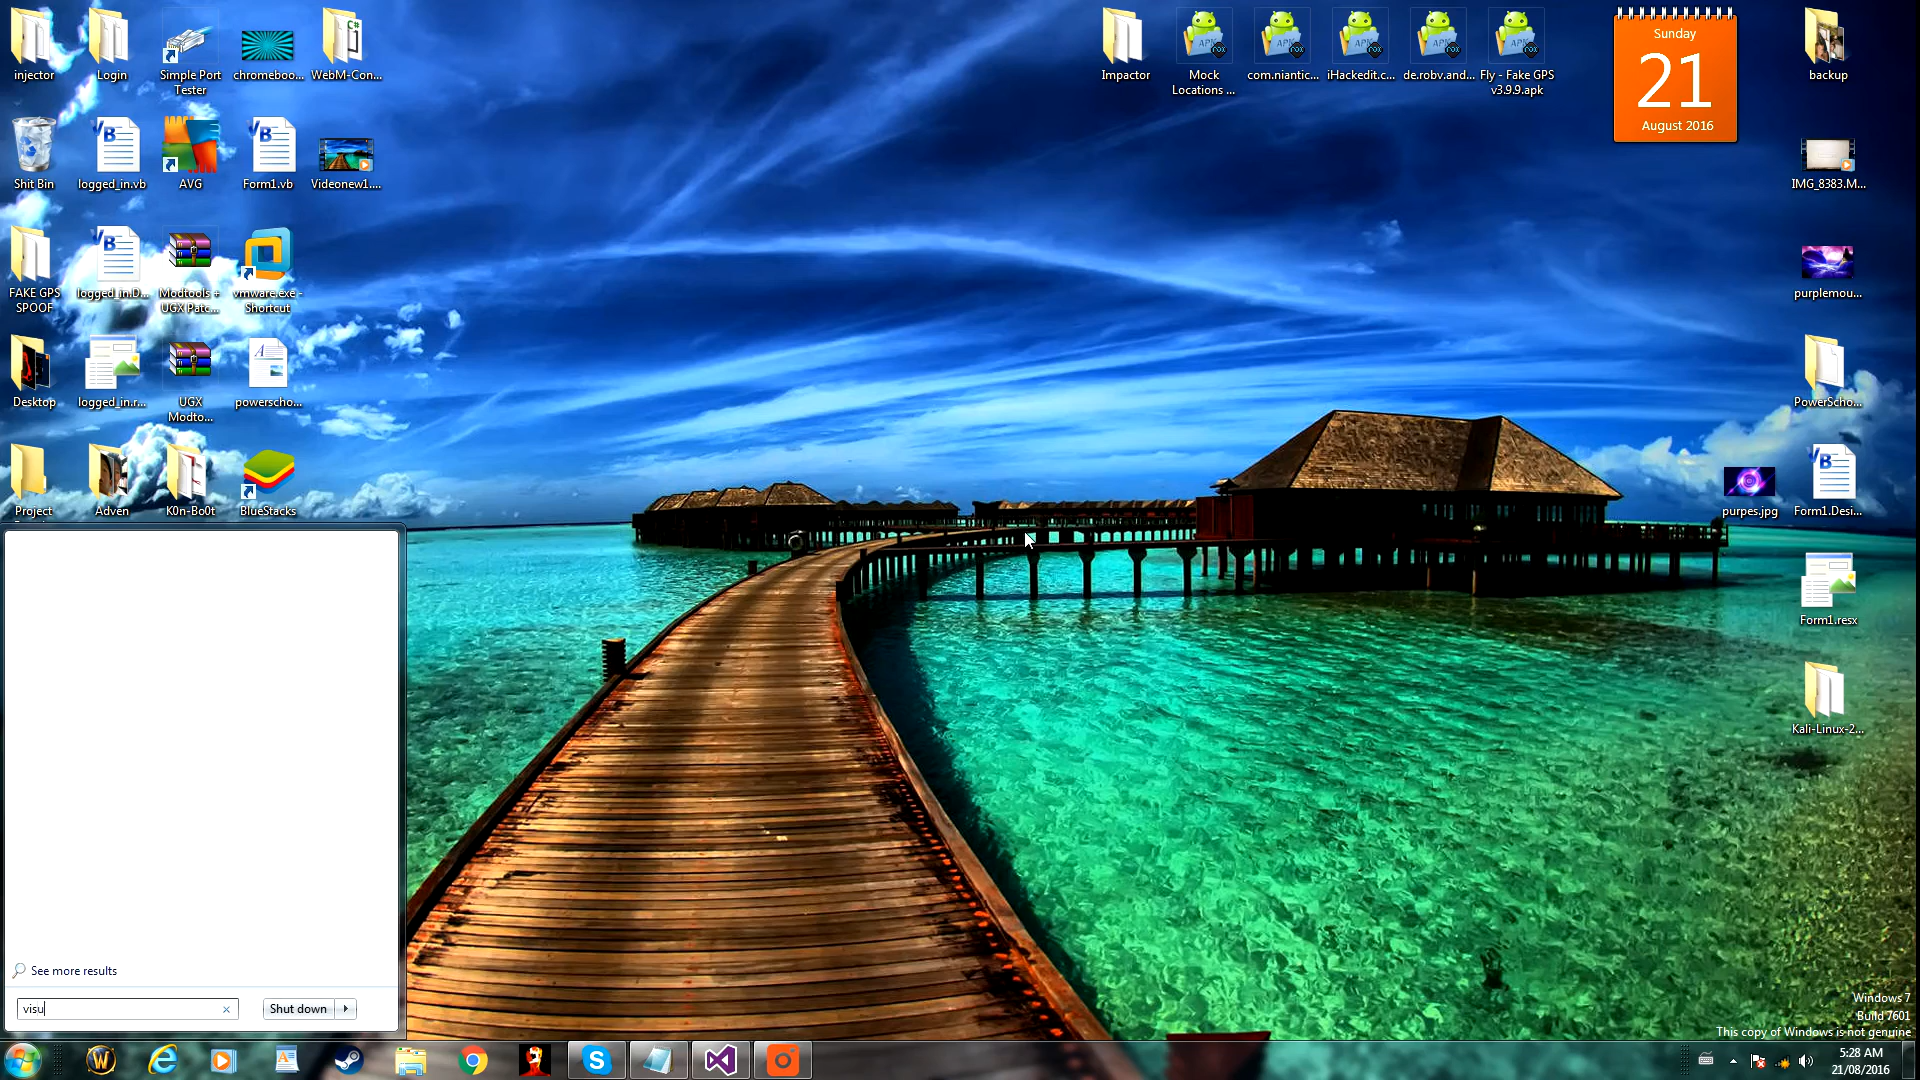 injector
Login
Simple Port
Tester
chromeboo...
WebM-Con...
Impactor
Mock
Locations ...
com.niantic...
iHackedit.c...
de.robv.and...
Fly - Fake GPS
v3.9.9.apk
Sunday
21
August 2016
backup
Shit Bin
logged_in.vb
AVG
Form1.vb
Videonew1....
IMG_8383.M...
FAKE GPS
SPOOF
logged_in.D...
Modtools +
UGX Patc...
vmware.exe -
Shortcut
purplemou...
Desktop
logged_in.r...
UGX
Modto...
powerscho...
PowerScho...
Project
Adven
K0n-Bo0t
BlueStacks
purpes.jpg
Form1.Desi...
Form1.resx
Kali-Linux-2...
See more results
visu
Shut down
Windows 7
Build 7601
This copy of Windows is not genuine
5:28 AM
21/08/2016